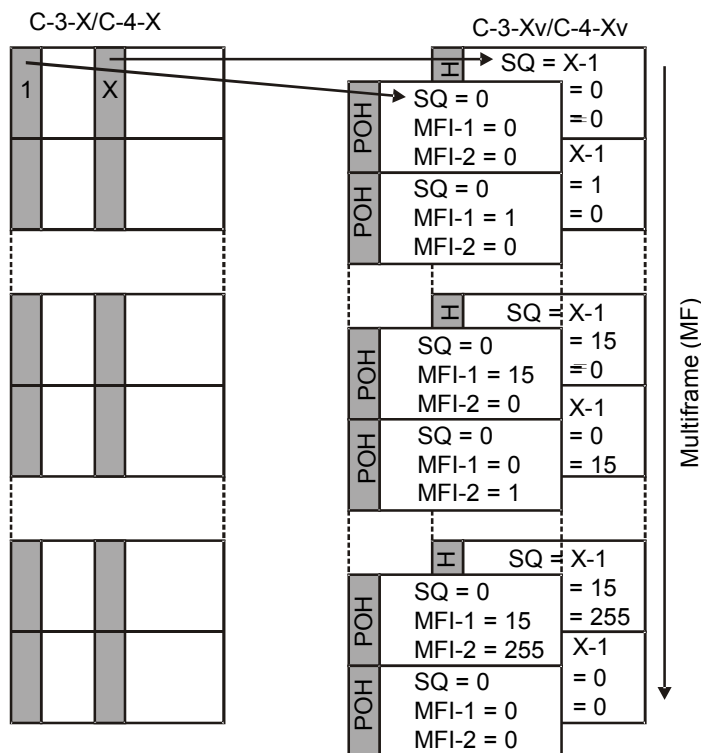 C-3-X/C-4-X
C-3-Xv/C-4-Xv
1
X
H
SQ = X-1
= 0
= 0
POH
SQ = 0
MFI-1 = 0
MFI-2 = 0
X-1
= 1
= 0
POH
SQ = 0
MFI-1 = 1
MFI-2 = 0
H
SQ = X-1
= 15
= 0
POH
SQ = 0
MFI-1 = 15
MFI-2 = 0
X-1
= 0
= 15
POH
SQ = 0
MFI-1 = 0
MFI-2 = 1
H
SQ = X-1
= 15
= 255
POH
SQ = 0
MFI-1 = 15
MFI-2 = 255
X-1
= 0
= 0
POH
SQ = 0
MFI-1 = 0
MFI-2 = 0
Multiframe (MF)